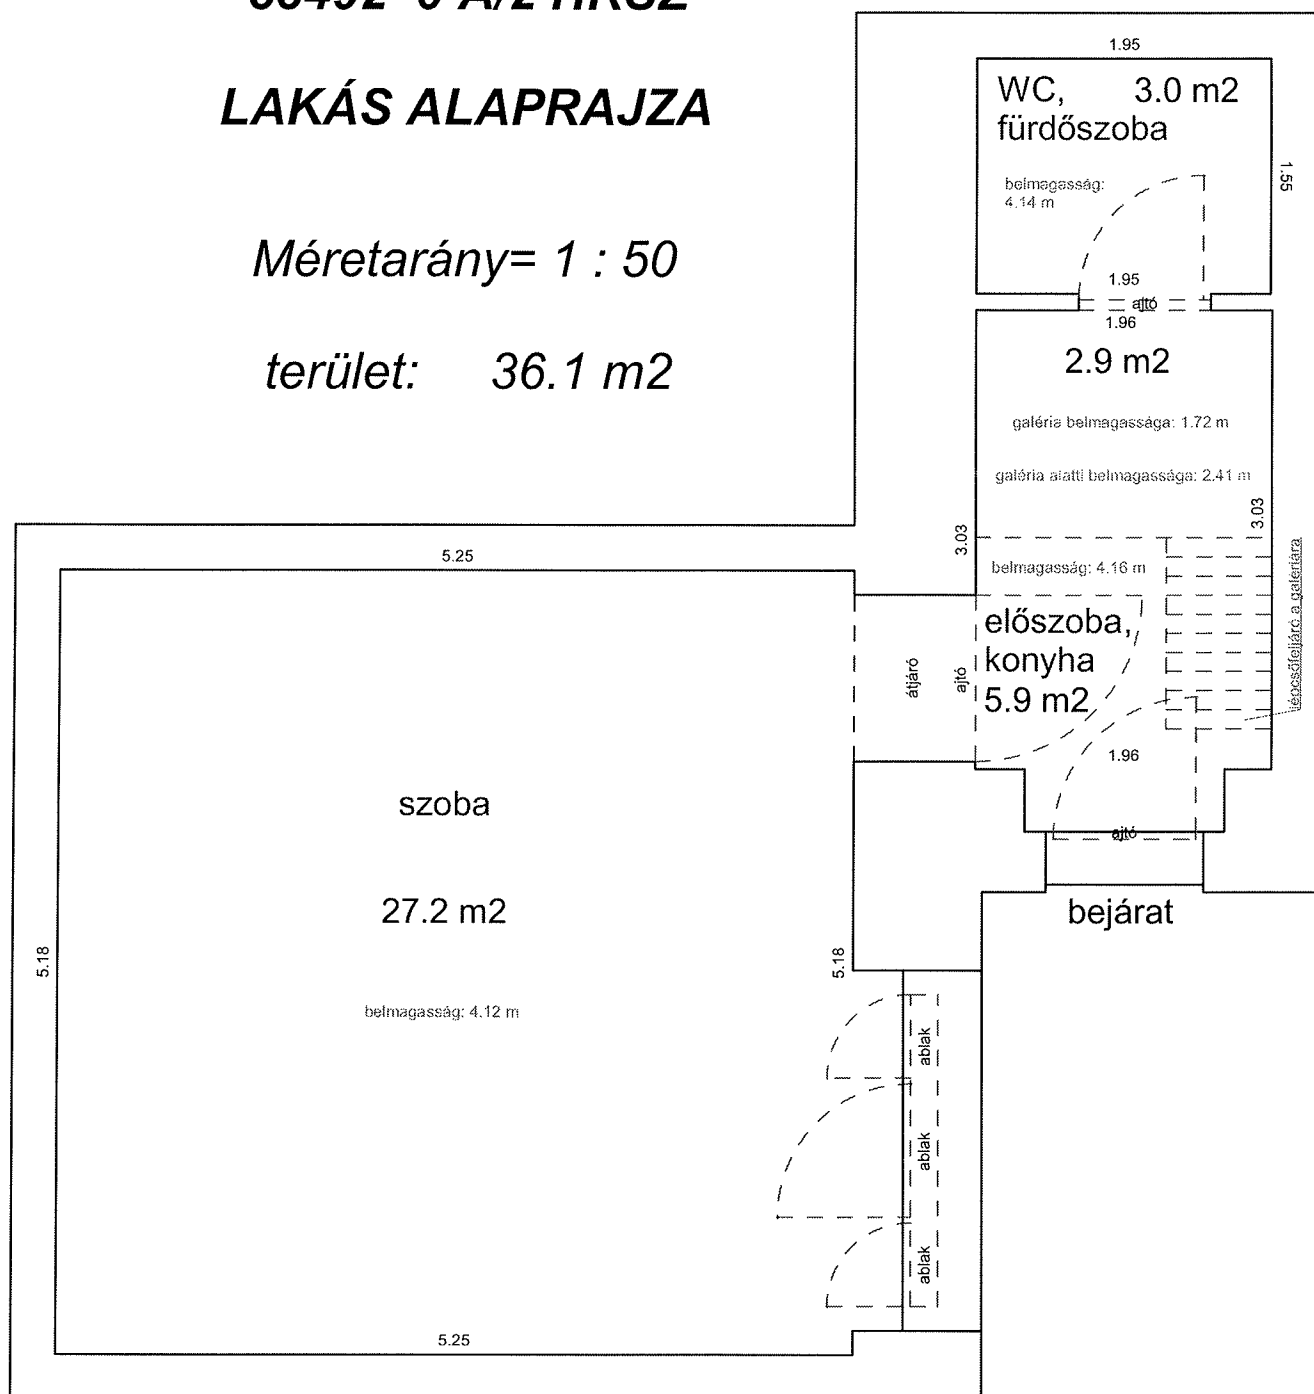 LAKÁS ALAPRAJZA
Méretarány= 1 : 50
terület: 36.1 m2
1.95
WC, 3.0 m2
fürdőszoba
1.55
belmagasság:
4.14 m
1.95
ajtó
1.96
2.9 m2
galéria belmagassága: 1.72 m
galéria alatti belmagassága: 2.41 m
3.03
3.03
belmagasság: 4.16 m
lépcsőfeljáró a galériára
előszoba,
konyha
5.9 m2
átjáró
ajtó
1.96
ajtó
bejárat
5.25
szoba
27.2 m2
5.18
5.18
belmagasság: 4.12 m
ablak
ablak
ablak
5.25